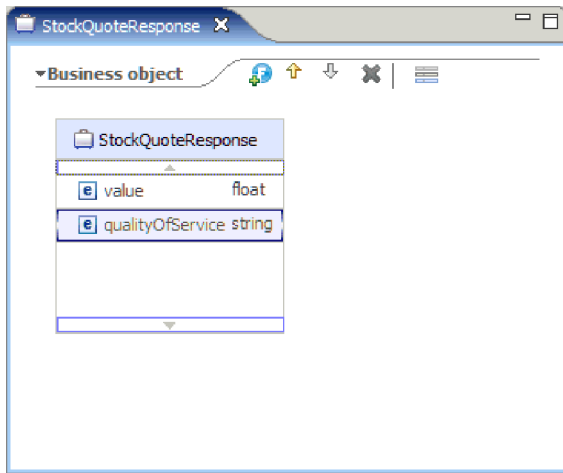 StockQuoteResponse
Business object
StockQuoteResponse
e value float
e qualityOfService string